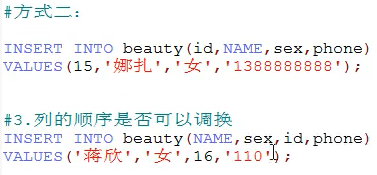 #方式二：
INSERT INTO beauty(id,NAME,sex,phone)
VALUES(15,'娜扎','女','1388888888');
#3.列的顺序是否可以调换
INSERT INTO beauty(NAME,sex,id,phone)
VALUES('蒋欣','女',16,'110');